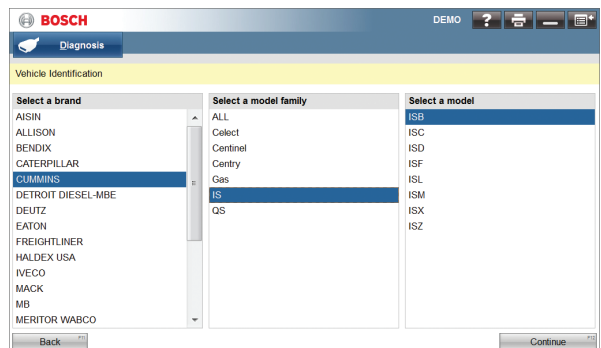 BOSCH
DEMO
?
Diagnosis
Vehicle Identification
Select a brand
AISIN
ALLISON
BENDIX
CATERPILLAR
CUMMINS
DETROIT DIESEL-MBE
DEUTZ
EATON
FREIGHTLINER
HALDEX USA
IVECO
MACK
MB
MERITOR WABCO
Select a model family
ALL
Celect
Centinel
Centry
Gas
IS
QS
Select a model
ISB
ISC
ISD
ISF
ISL
ISM
ISX
ISZ
Back F11
Continue F12